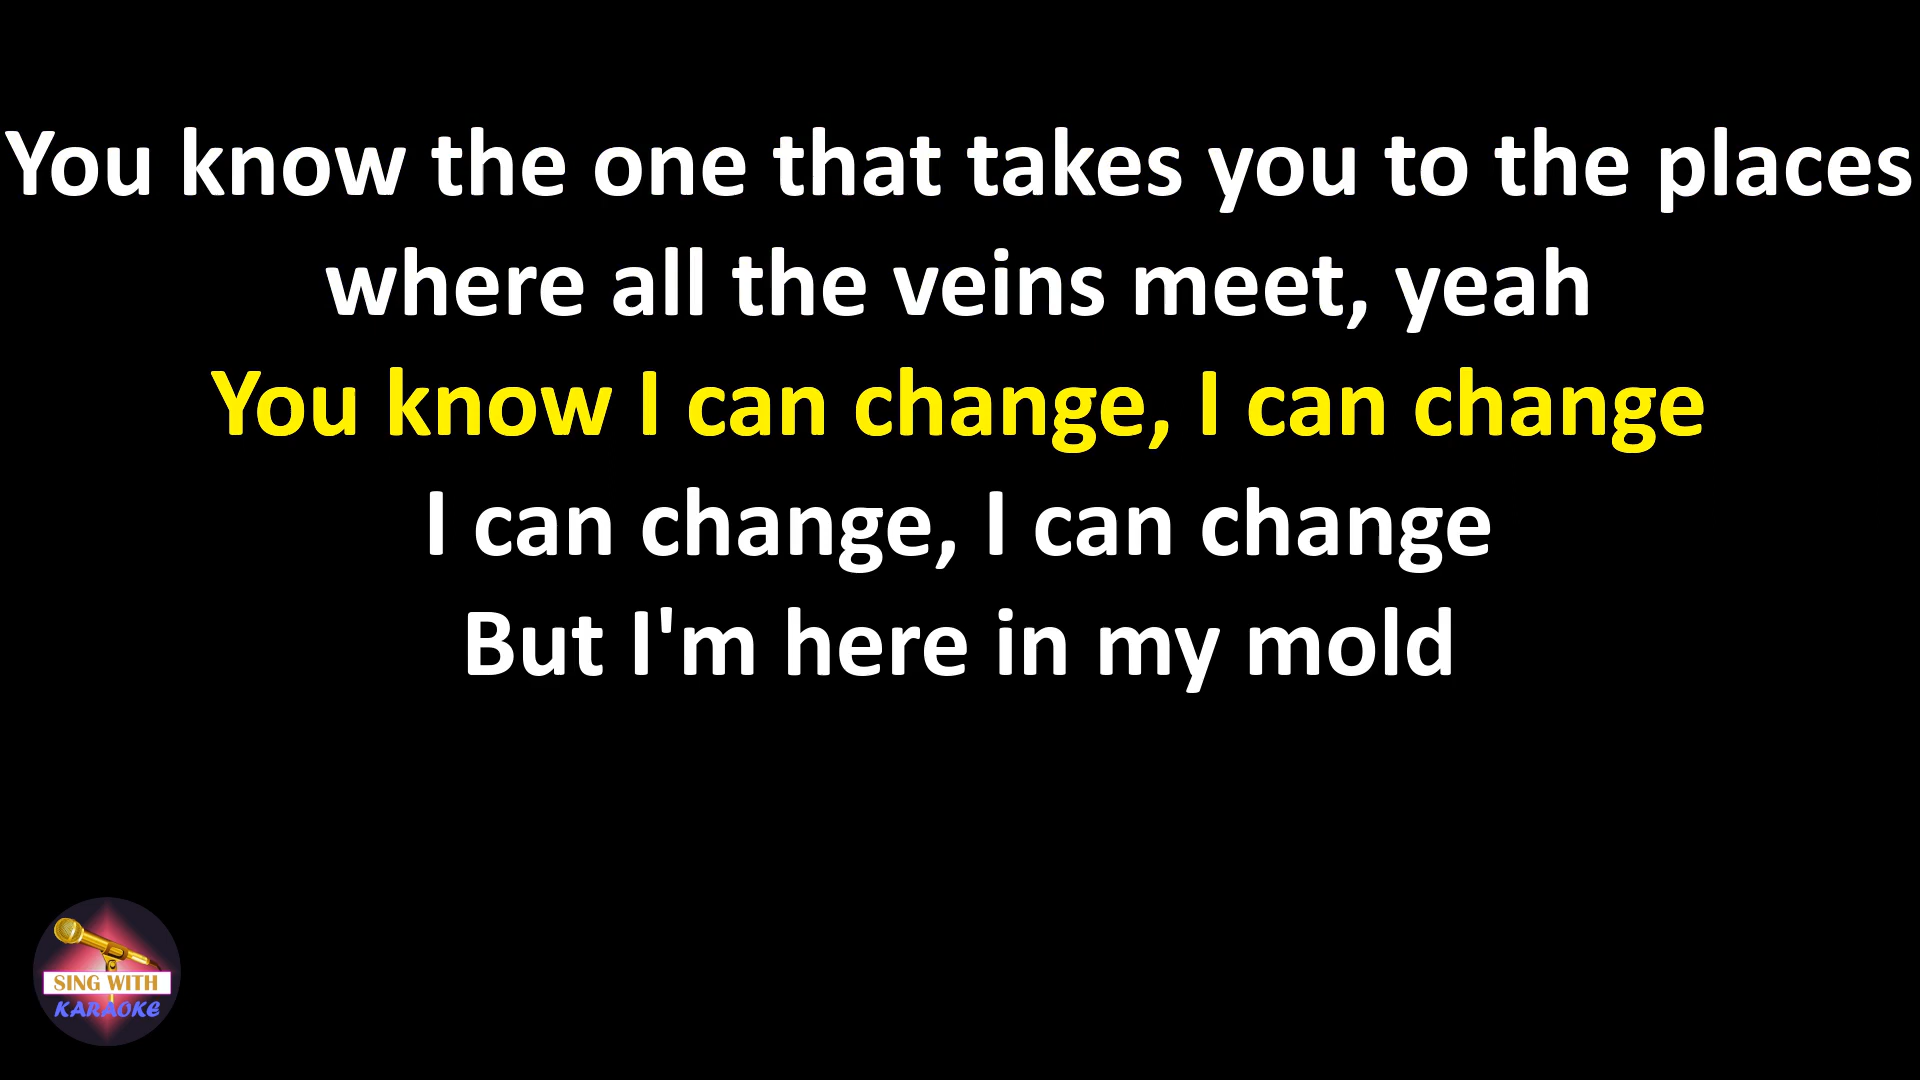 You know the one that takes you to the places
where all the veins meet, yeah
You know I can change, I can change
I can change, I can change
But I'm here in my mold
SING WITH
KARAOKE